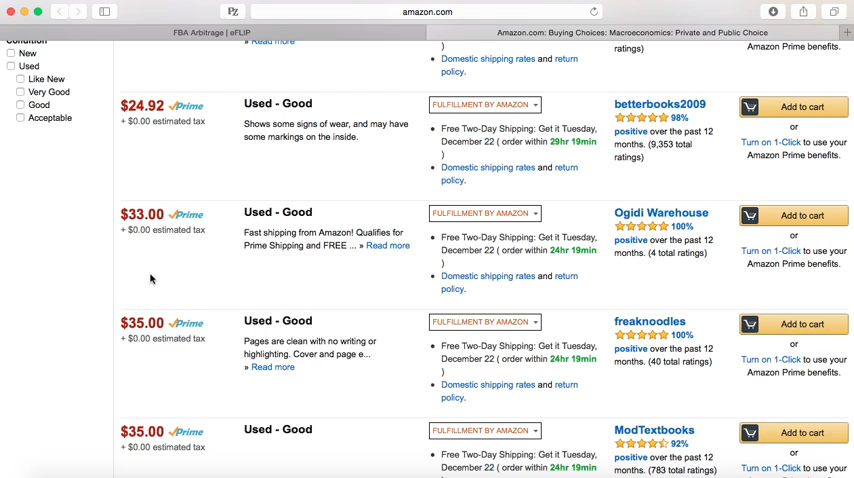 amazon.com
FBA Arbitrage | eFLIP
Amazon.com: Buying Choices: Macroeconomics: Private and Public Choice
Condition
New
Used
Like New
Very Good
Good
Acceptable
» Read more
)
Domestic shipping rates and return
policy.
ratings)
Amazon Prime benefits.
$24.92 Prime
+ $0.00 estimated tax
Used - Good
Shows some signs of wear, and may have
some markings on the inside.
FULFILLMENT BY AMAZON
Free Two-Day Shipping: Get it Tuesday,
December 22 ( order within 29hr 19min
)
Domestic shipping rates and return
policy.
betterbooks2009
98%
positive over the past 12
months. (9,353 total
ratings)
Add to cart
or
Turn on 1-Click to use your
Amazon Prime benefits.
$33.00 Prime
+ $0.00 estimated tax
Used - Good
Fast shipping from Amazon! Qualifies for
Prime Shipping and FREE ... » Read more
FULFILLMENT BY AMAZON
Free Two-Day Shipping: Get it Tuesday,
December 22 ( order within 24hr 19min
)
Domestic shipping rates and return
policy.
Ogidi Warehouse
100%
positive over the past 12
months. (4 total ratings)
Add to cart
or
Turn on 1-Click to use your
Amazon Prime benefits.
$35.00 Prime
+ $0.00 estimated tax
Used - Good
Pages are clean with no writing or
highlighting. Cover and page e...
» Read more
FULFILLMENT BY AMAZON
Free Two-Day Shipping: Get it Tuesday,
December 22 ( order within 24hr 19min
)
Domestic shipping rates and return
policy.
freaknoodles
100%
positive over the past 12
months. (40 total ratings)
Add to cart
or
Turn on 1-Click to use your
Amazon Prime benefits.
$35.00 Prime
+ $0.00 estimated tax
Used - Good
FULFILLMENT BY AMAZON
Free Two-Day Shipping: Get it Tuesday,
December 22 ( order within 24hr 19min
ModTextbooks
92%
positive over the past 12
months. (783 total ratings)
Add to cart
or
Turn on 1-Click to use your